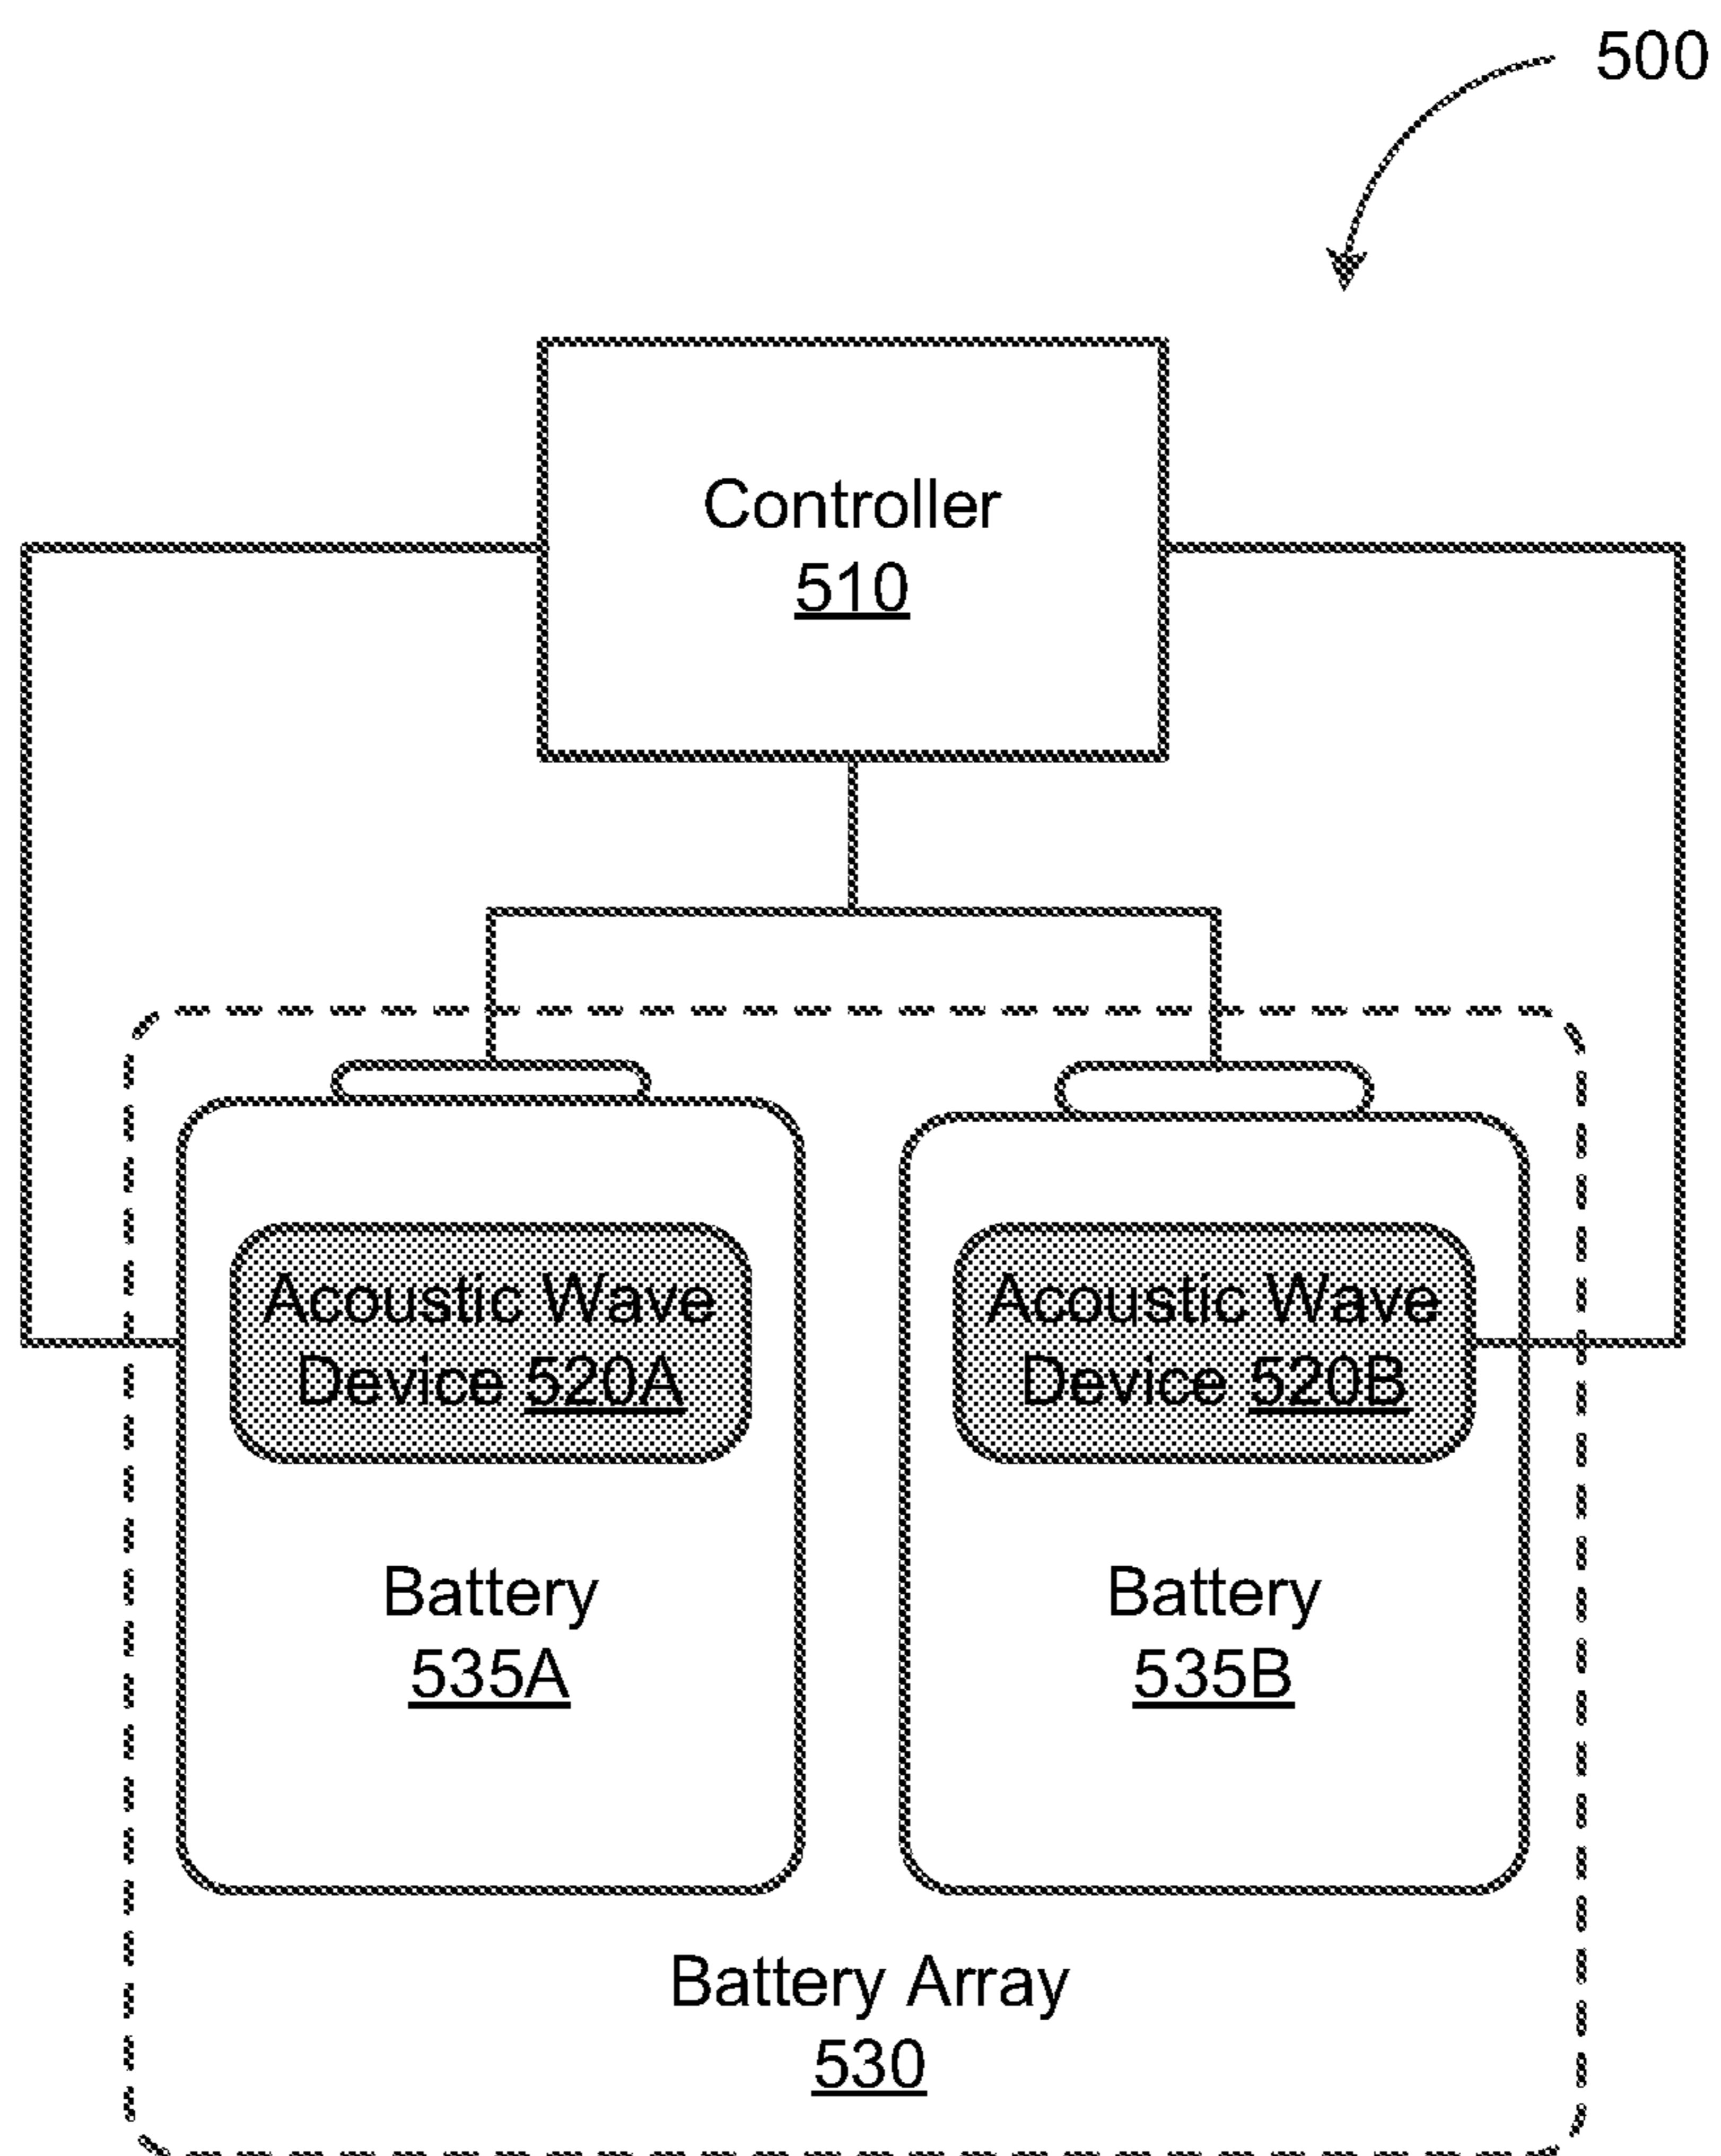 500
Controller
510
Acoustic Wave
Device 520A
Acoustic Wave
Device 520B
Battery
535A
Battery
535B
Battery Array
530